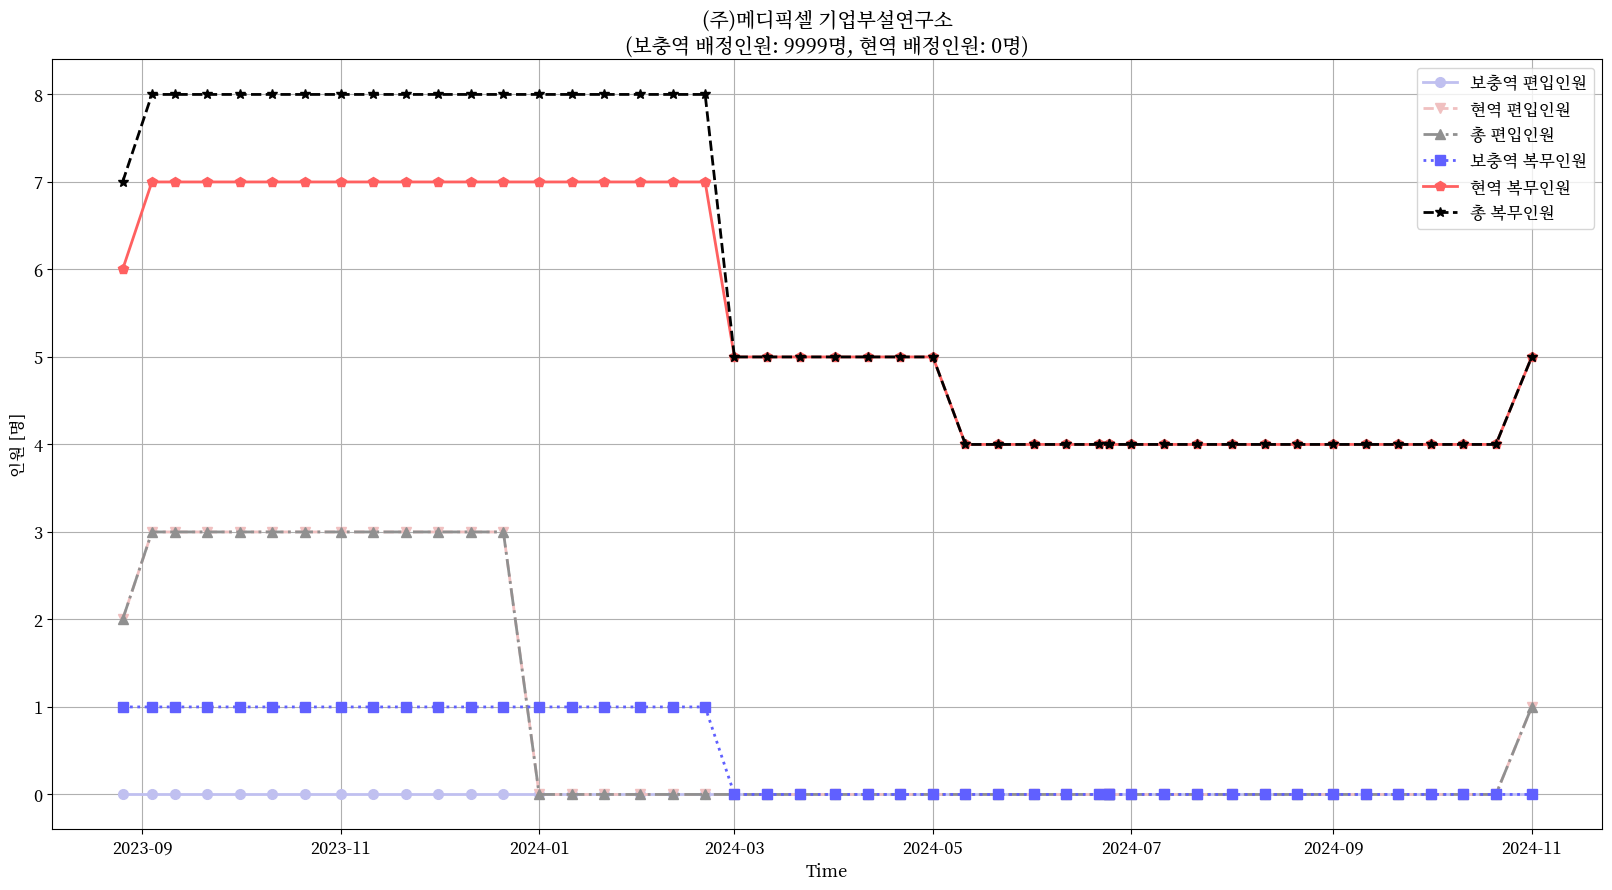 (주)메디픽셀 기업부설연구소
(보충역 배정인원: 9999명, 현역 배정인원: 0명)
보충역 편입인원
현역 편입인원
총 편입인원
보충역 복무인원
현역 복무인원
총 복무인원
인원 [명]
8
7
6
5
4
3
2
1
0
2023-09
2023-11
2024-01
2024-03
2024-05
2024-07
2024-09
2024-11
Time